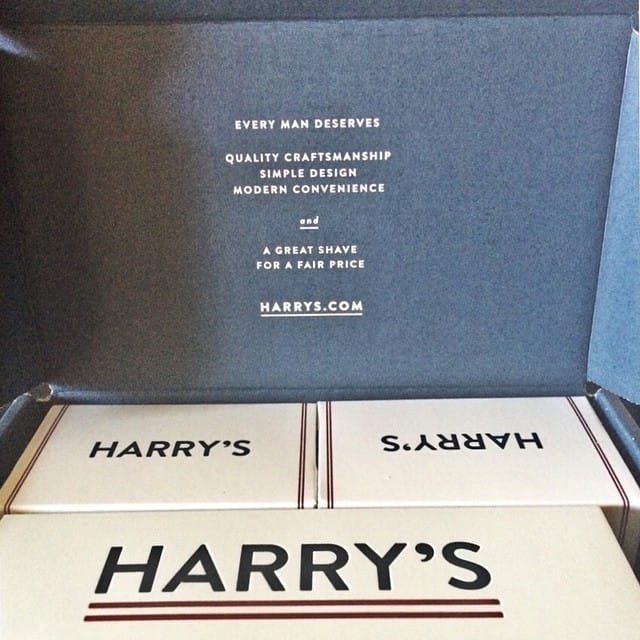 EVERY MAN DESERVES
QUALITY CRAFTSMANSHIP
SIMPLE DESIGN
MODERN CONVENIENCE
and
A GREAT SHAVE
FOR A FAIR PRICE
HARRYS.COM
HARRY'S
HARRY'S
HARRY'S